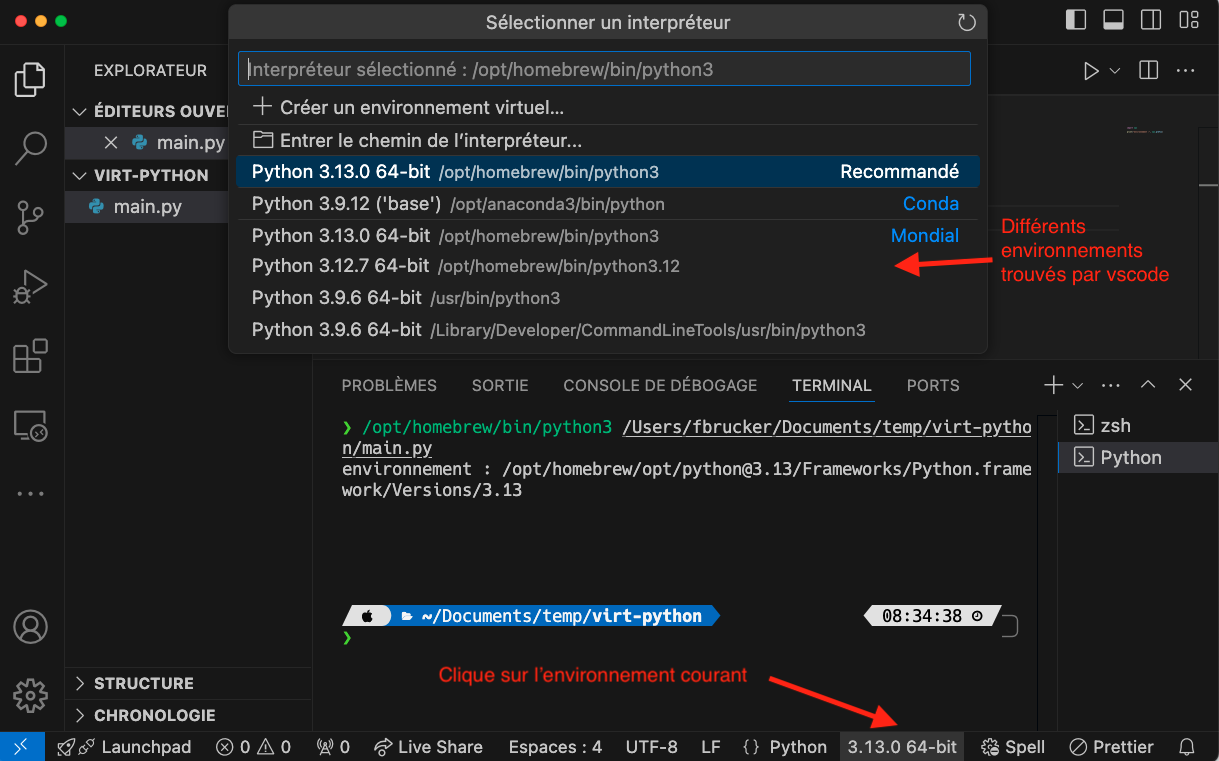 Sélectionner un interpréteur
Interpréteur sélectionné : /opt/homebrew/bin/python3
Créer un environnement virtuel...
Entrer le chemin de l’interpréteur...
Python 3.13.0 64-bit /opt/homebrew/bin/python3 Recommandé
Python 3.9.12 ('base') /opt/anaconda3/bin/python Conda
Python 3.13.0 64-bit /opt/homebrew/bin/python3 Mondial
Python 3.12.7 64-bit /opt/homebrew/bin/python3.12
Python 3.9.6 64-bit /usr/bin/python3
Python 3.9.6 64-bit /Library/Developer/CommandLineTools/usr/bin/python3
EXPLORATEUR
ÉDITEURS OUVE
main.py
VIRT-PYTHON
main.py
Différents
environnements
trouvés par vscode
PROBLÈMES SORTIE CONSOLE DE DÉBOGAGE TERMINAL PORTS
❯ /opt/homebrew/bin/python3 /Users/fbrucker/Documents/temp/virt-pytho
n/main.py
environnement : /opt/homebrew/opt/python@3.13/Frameworks/Python.frame
work/Versions/3.13
~/Documents/temp/virt-python 08:34:38
❯
zsh
Python
Clique sur l’environnement courant
STRUCTURE
CHRONOLOGIE
Launchpad 0 0 0 Live Share Espaces : 4 UTF-8 LF {} Python 3.13.0 64-bit Spell Prettier